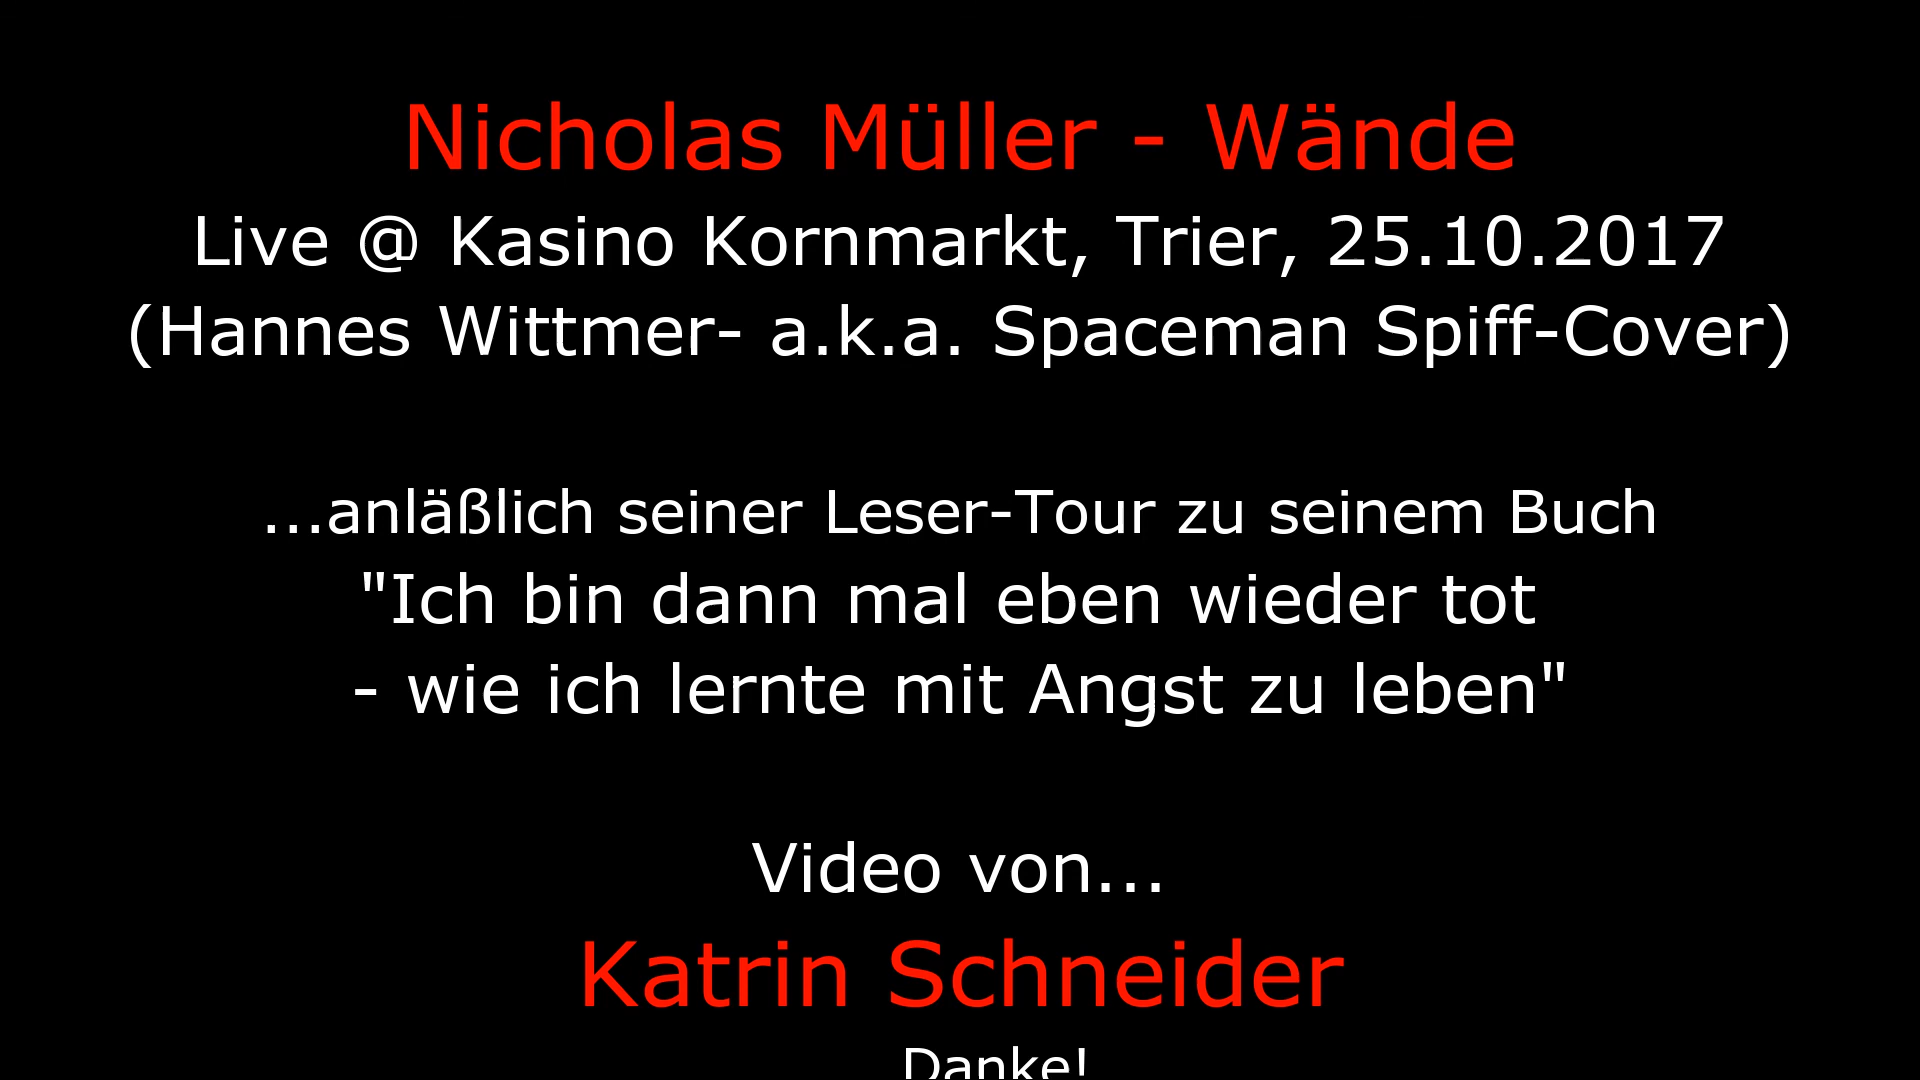 Nicholas Müller - Wände
Live @ Kasino Kornmarkt, Trier, 25.10.2017
(Hannes Wittmer- a.k.a. Spaceman Spiff-Cover)
...anläßlich seiner Leser-Tour zu seinem Buch
"Ich bin dann mal eben wieder tot
- wie ich lernte mit Angst zu leben"
Video von...
Katrin Schneider
Danke!